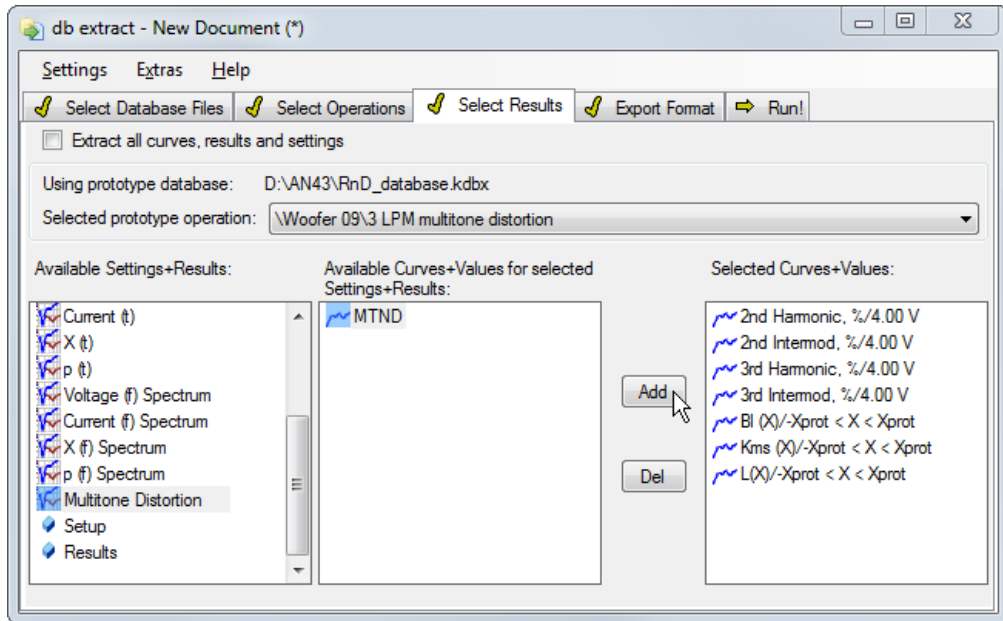 db extract - New Document (*)
Settings Extras Help
Select Database Files Select Operations Select Results Export Format Run!
Extract all curves, results and settings
Using prototype database: D:\AN43\RnD_database.kdbx
Selected prototype operation: \Woofer 09\3 LPM multitone distortion
Available Settings+Results:
Current (t)
X (t)
p (t)
Voltage (f) Spectrum
Current (f) Spectrum
X (f) Spectrum
p (f) Spectrum
Multitone Distortion
Setup
Results
Available Curves+Values for selected
Settings+Results:
MTND
Add
Del
Selected Curves+Values:
2nd Harmonic, %/4.00 V
2nd Intermod, %/4.00 V
3rd Harmonic, %/4.00 V
3rd Intermod, %/4.00 V
Bl (X)/-Xprot < X < Xprot
Kms (X)/-Xprot < X < Xprot
L(X)/-Xprot < X < Xprot